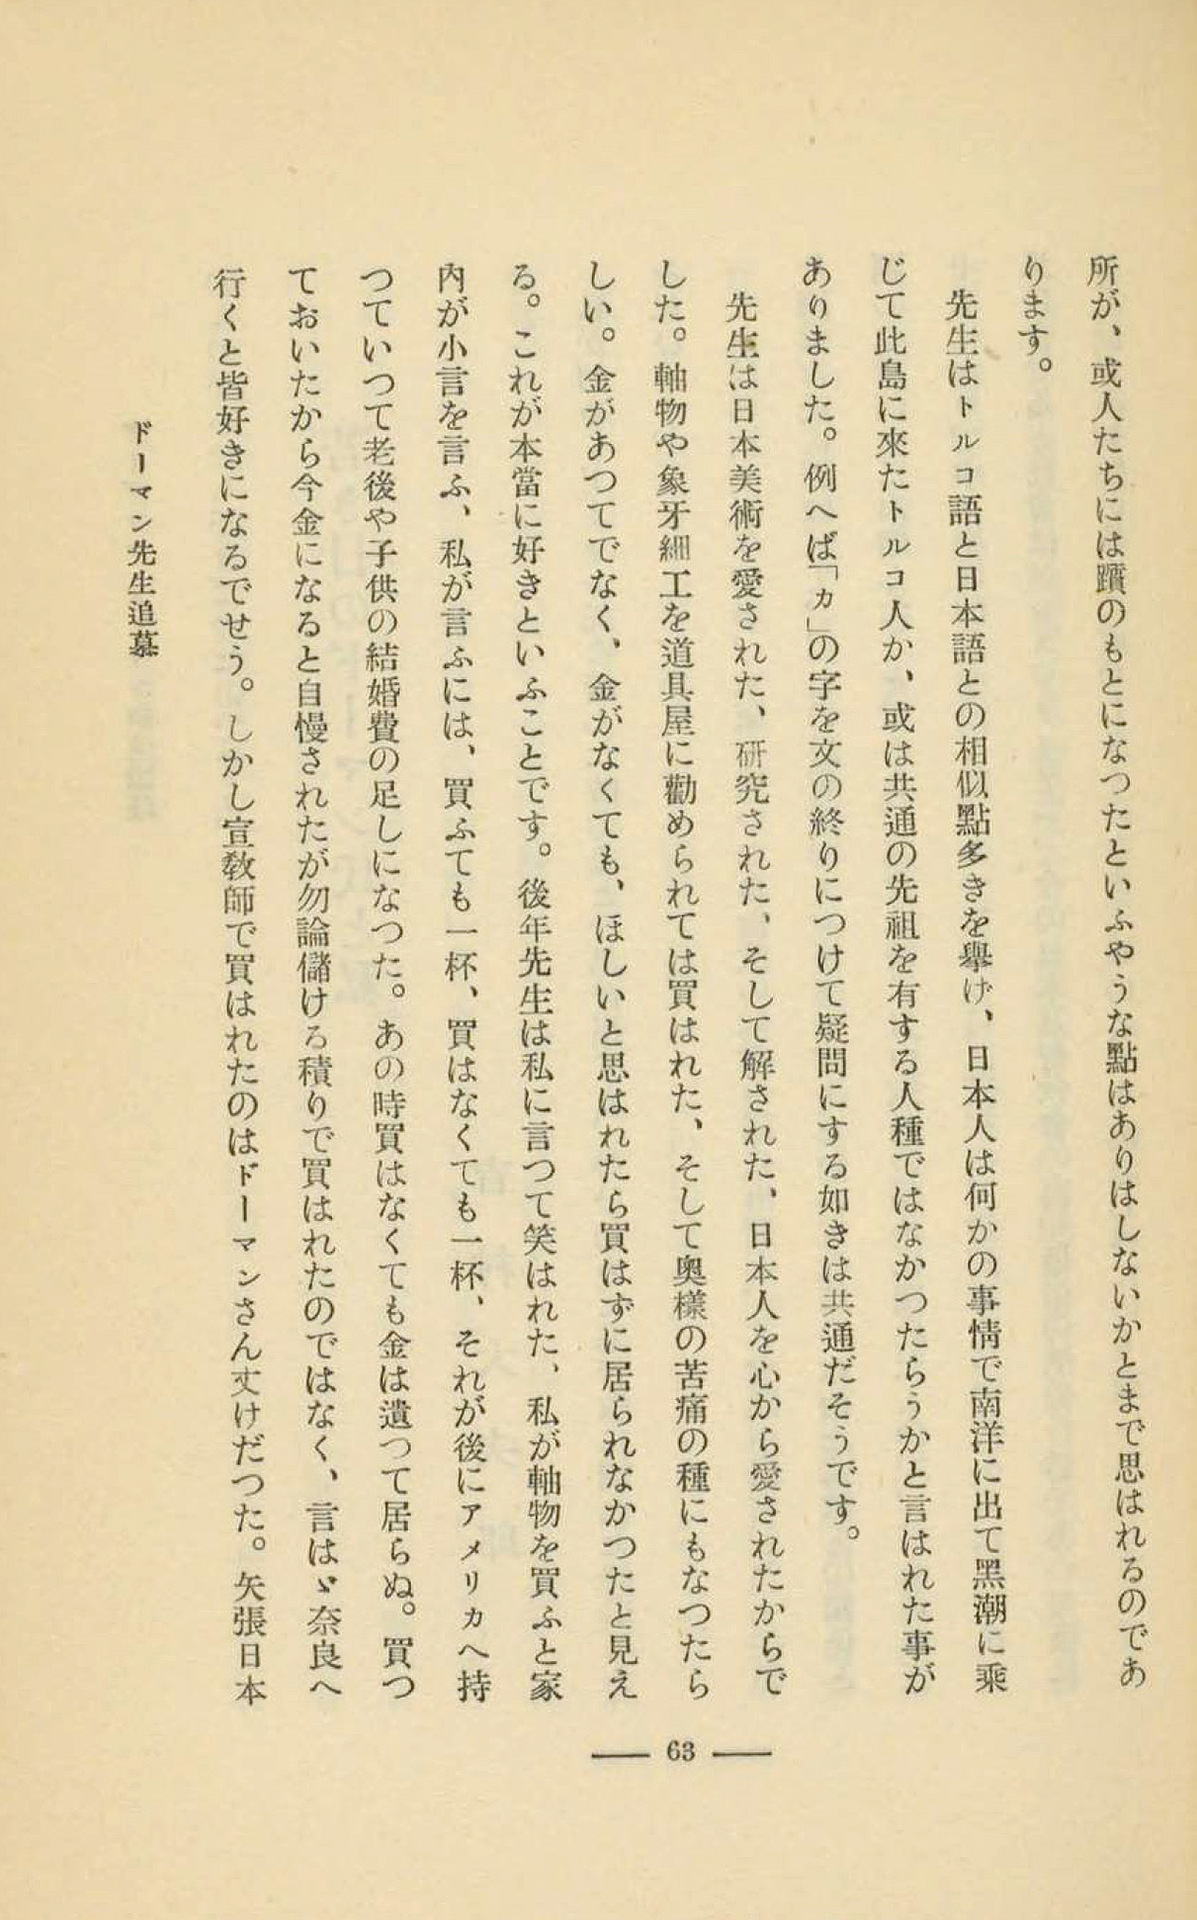 所が、或人たちには躓のもとになつたといふやうな點はありはしないかとまで思はれるのであ
ります。
先生はトルコ語と日本語との相似點多きを擧げ、日本人は何かの事情で南洋に出て黑潮に乘
じて此島に來たトルコ人か、或は共通の先祖を有する人種ではなかつたらうかと言はれた事が
ありました。例へば「カ」の字を文の終りにつけて疑問にする如きは共通だそうです。
先生は日本美術を愛された、研究された、そして解された、日本人を心から愛されたからで
した。軸物や象牙細工を道具屋に勸められては買はれた、そして奧樣の苦痛の種にもなつたら
しい。金があつてでなく、金がなくても、ほしいと思はれたら買はずに居られなかつたと見え
る。これが本當に好きといふことです。後年先生は私に言つて笑はれた、私が軸物を買ふと家
內が小言を言ふ、私が言ふには、買ふても一杯、買はなくても一杯、それが後にアメリカへ持
つていつて老後や子供の結婚費の足しになつた。あの時買はなくても金は遺つて居らぬ。買つ
ておいたから今金になると自慢されたが勿論儲けろ積りで買はれたのではなく、言はゞ奈良へ
行くと皆好きになるでせう。しかし宣敎師で買はれたのはドーマンさん丈けだつた。矢張日本
ドーマン先生追慕
63